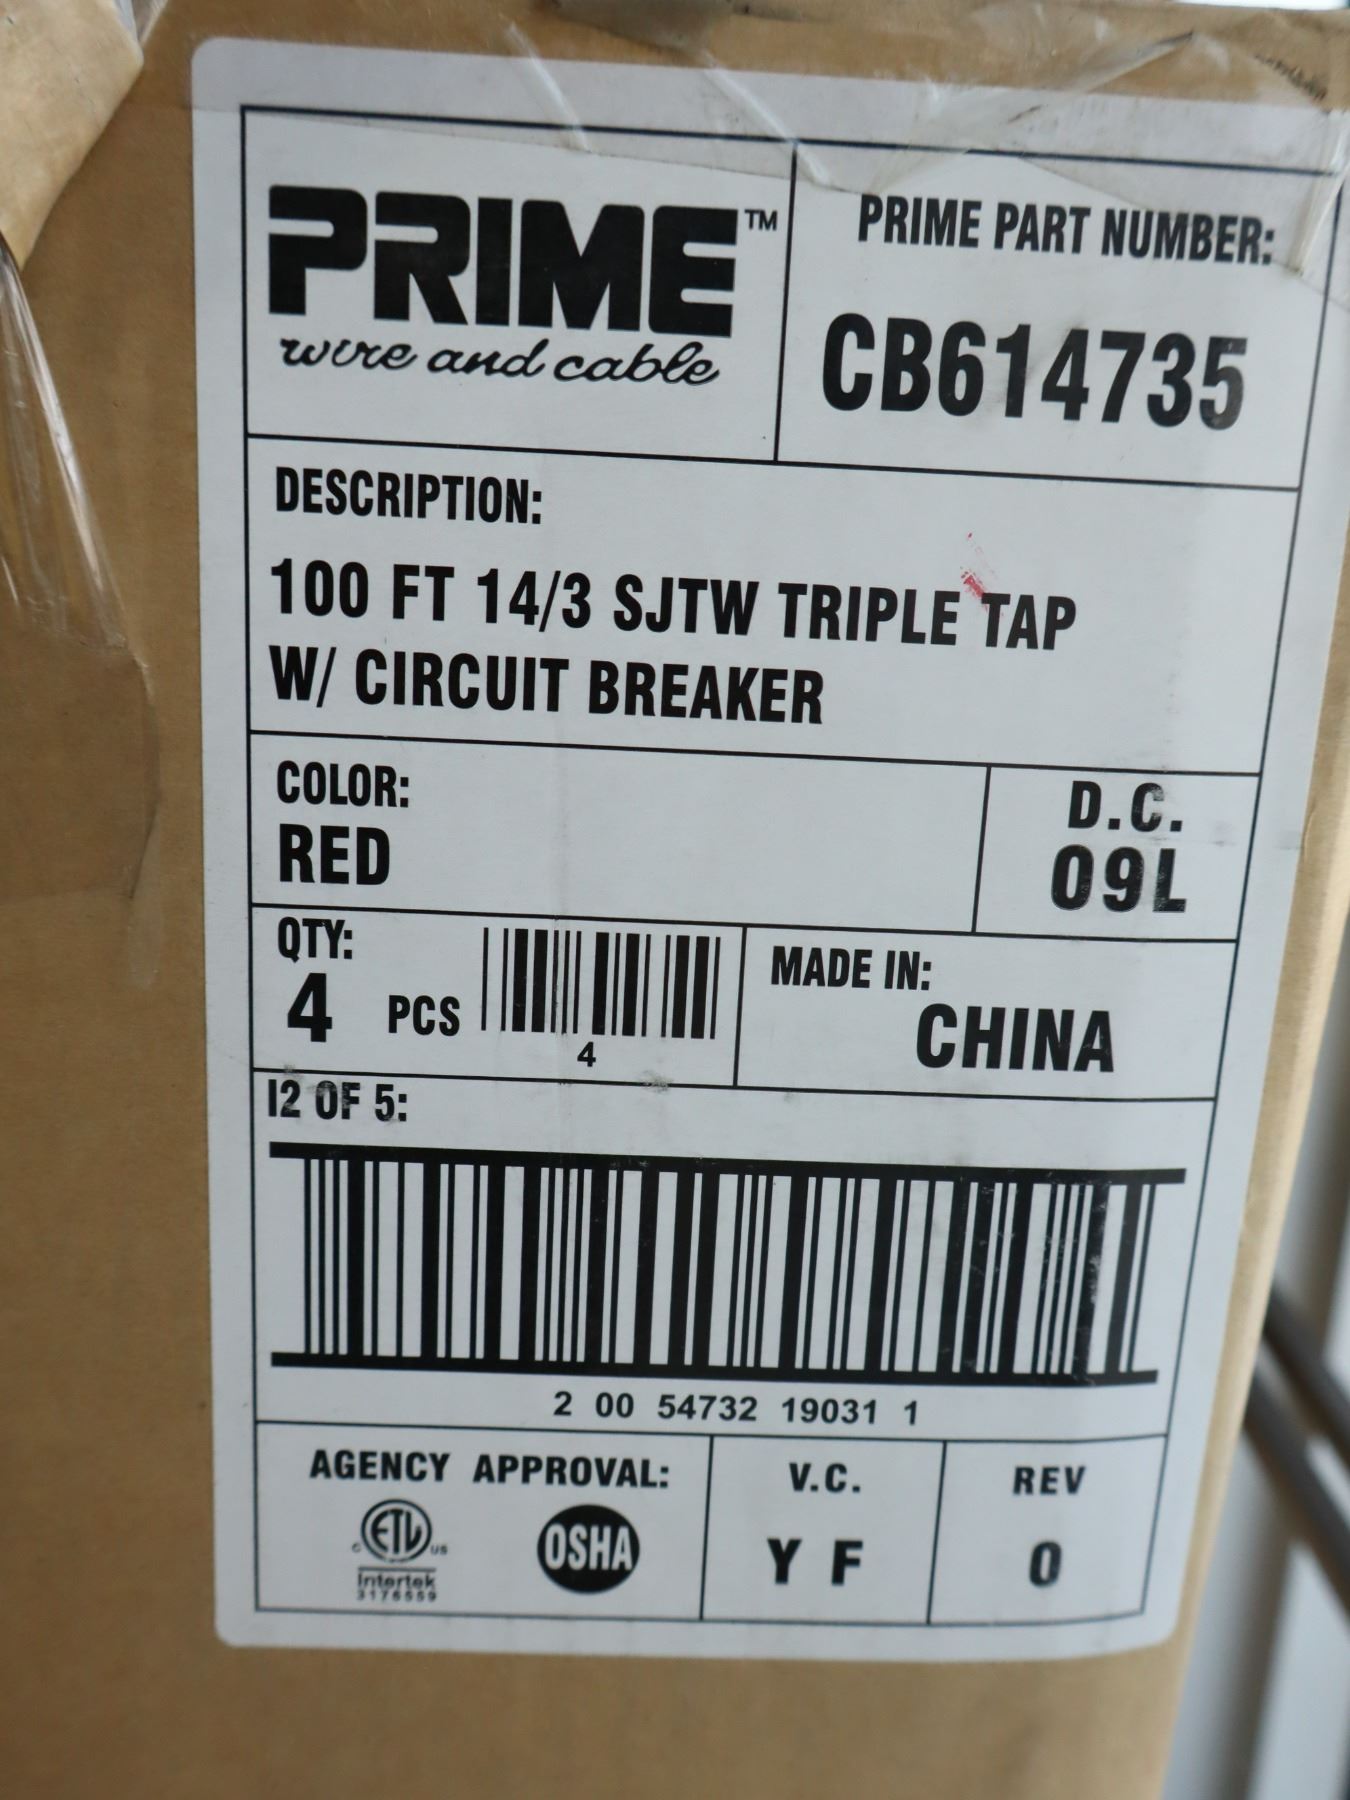 PRIME™
wire and cable
PRIME PART NUMBER:
CB614735
DESCRIPTION:
100 FT 14/3 SJTW TRIPLE TAP
W/ CIRCUIT BREAKER
COLOR:
RED
D.C.
09L
QTY:
4 PCS
4
MADE IN:
CHINA
I2 OF 5:
2 00 54732 19031 1
AGENCY APPROVAL:
C ETL US
Intertek
3176559
OSHA
V.C.
Y F
REV
0